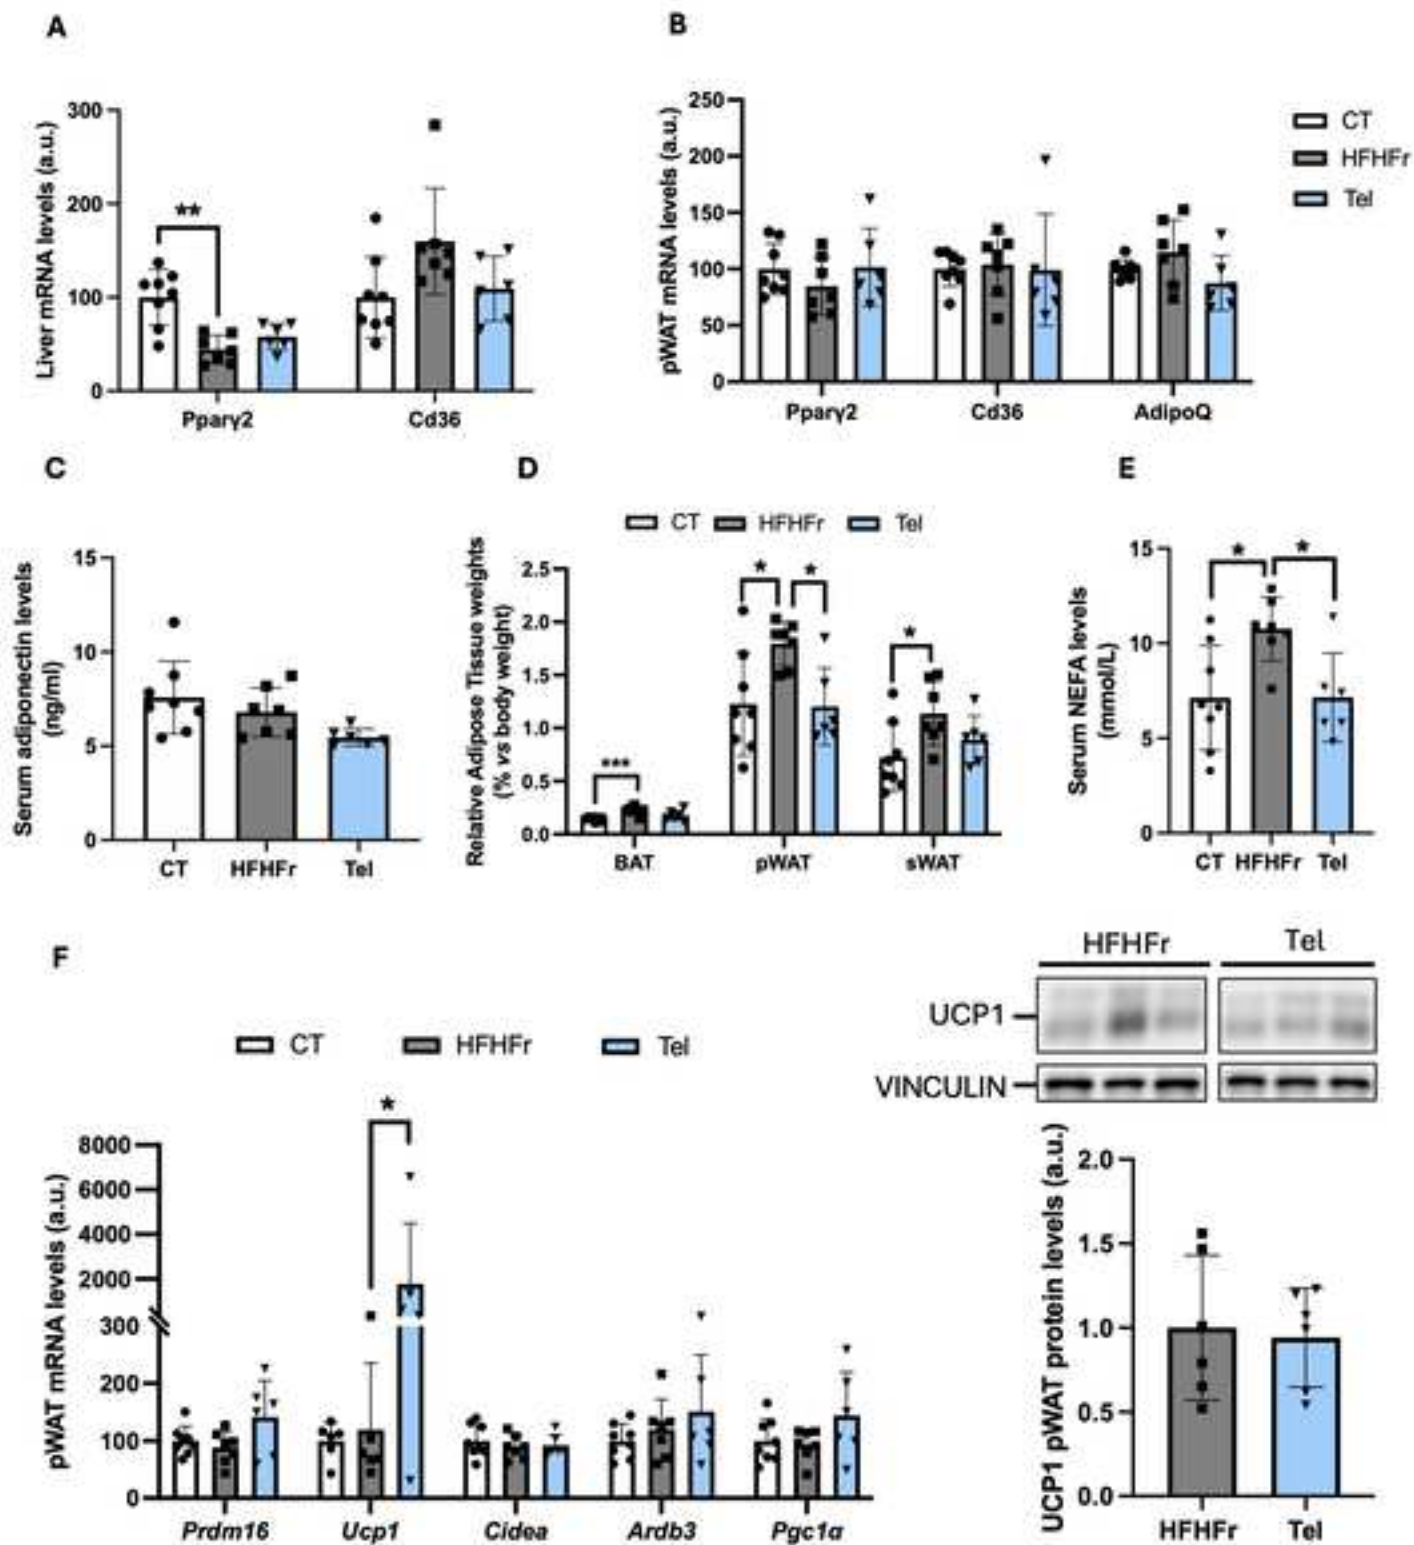 A
B
Liver mRNA levels (a.u.)
300
200
100
0
**
Pparγ2
Cd36
pWAT mRNA levels (a.u.)
250
200
150
100
50
0
Pparγ2
Cd36
AdipoQ
CT
HFHFr
Tel
C
D
E
Serum adiponectin levels
(ng/ml)
15
10
5
0
CT
HFHFr
Tel
CT
HFHFr
Tel
Relative Adipose Tissue weights
(% vs body weight)
2.5
2.0
1.5
1.0
0.5
0.0
***
*
*
*
BAT
pWAT
sWAT
Serum NEFA levels
(mmol/L)
15
10
5
0
*
*
CT
HFHFr
Tel
F
CT
HFHFr
Tel
pWAT mRNA levels (a.u.)
8000
6000
4000
2000
300
200
100
0
*
Prdm16
Ucp1
Cidea
Ardb3
Pgc1α
HFHFr
Tel
UCP1
VINCULIN
UCP1 pWAT protein levels (a.u.)
2.0
1.5
1.0
0.5
0.0
HFHFr
Tel